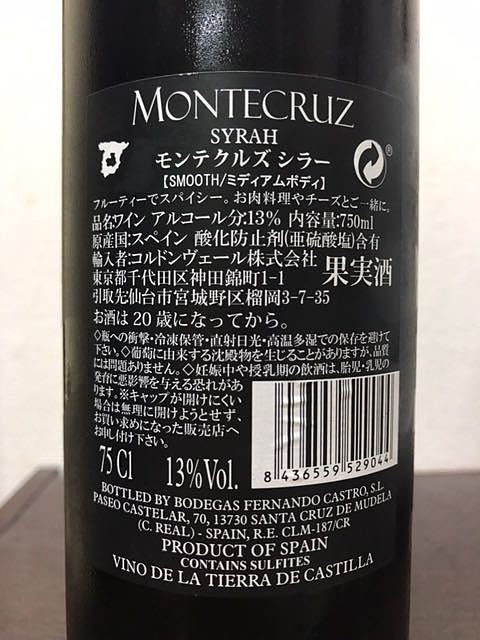 MONTECRUZ
SYRAH
モンテクルズ シラー
【SMOOTH/ミディアムボディ】
フルーティーでスパイシー。お肉料理やチーズとご一緒に。
品名:ワイン アルコール分:13% 内容量:750ml
原産国:スペイン 酸化防止剤(亜硫酸塩)含有
輸入者:コルドンヴェール株式会社
東京都千代田区神田錦町1-1
果実酒
引取先仙台市宮城野区榴岡3-7-35
お酒は20歳になってから。
◇瓶への衝撃・冷凍保管・直射日光・高温多湿での保存を避けて
下さい。◇葡萄に由来する沈殿物を生じることがありますが、品質
には問題ありません。◇妊娠中や授乳期の飲酒は、胎児・乳児の
発育に悪影響を与える恐れがあ
ります。※キャップが開けにくい
場合は無理に開けようとせず、
お買い求めになった販売店へ
お申し付け下さい。
75 Cl 13%Vol.
8 436559 529044
BOTTLED BY BODEGAS FERNANDO CASTRO, S.L
PASEO CASTELAR, 70, 13730 SANTA CRUZ DE MUDELA
(C. REAL) - SPAIN, R.E. CLM-187/CR
PRODUCT OF SPAIN
CONTAINS SULFITES
VINO DE LA TIERRA DE CASTILLA